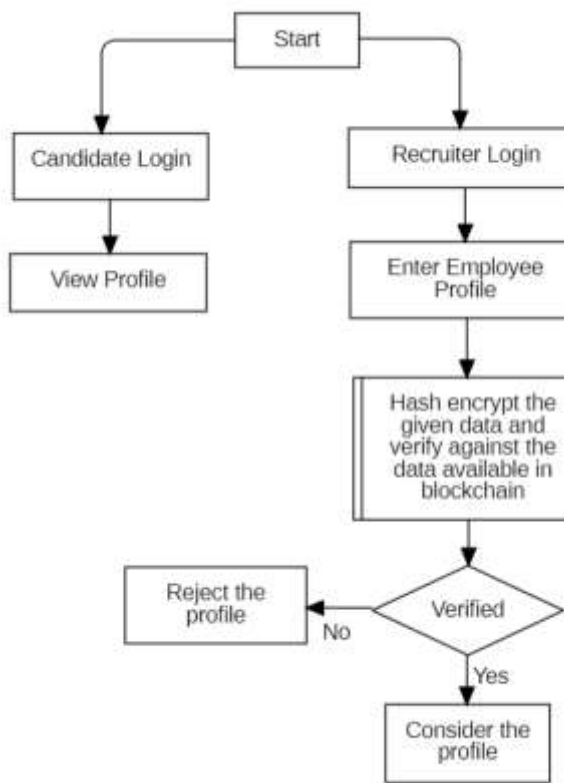 Start
Candidate Login
Recruiter Login
View Profile
Enter Employee
Profile
Hash encrypt the
given data and
verify against the
data available in
blockchain
Reject the
profile
Verified
No
Yes
Consider the
profile